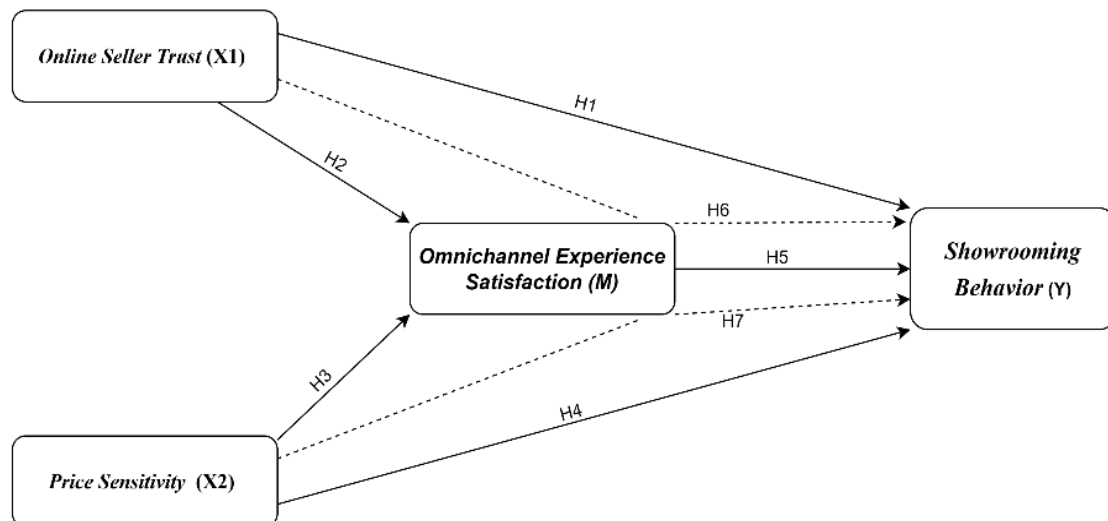 Online Seller Trust (X1)
H1
H2
H6
Omnichannel Experience
Satisfaction (M)
H5
Showrooming
Behavior (Y)
H7
H3
H4
Price Sensitivity (X2)